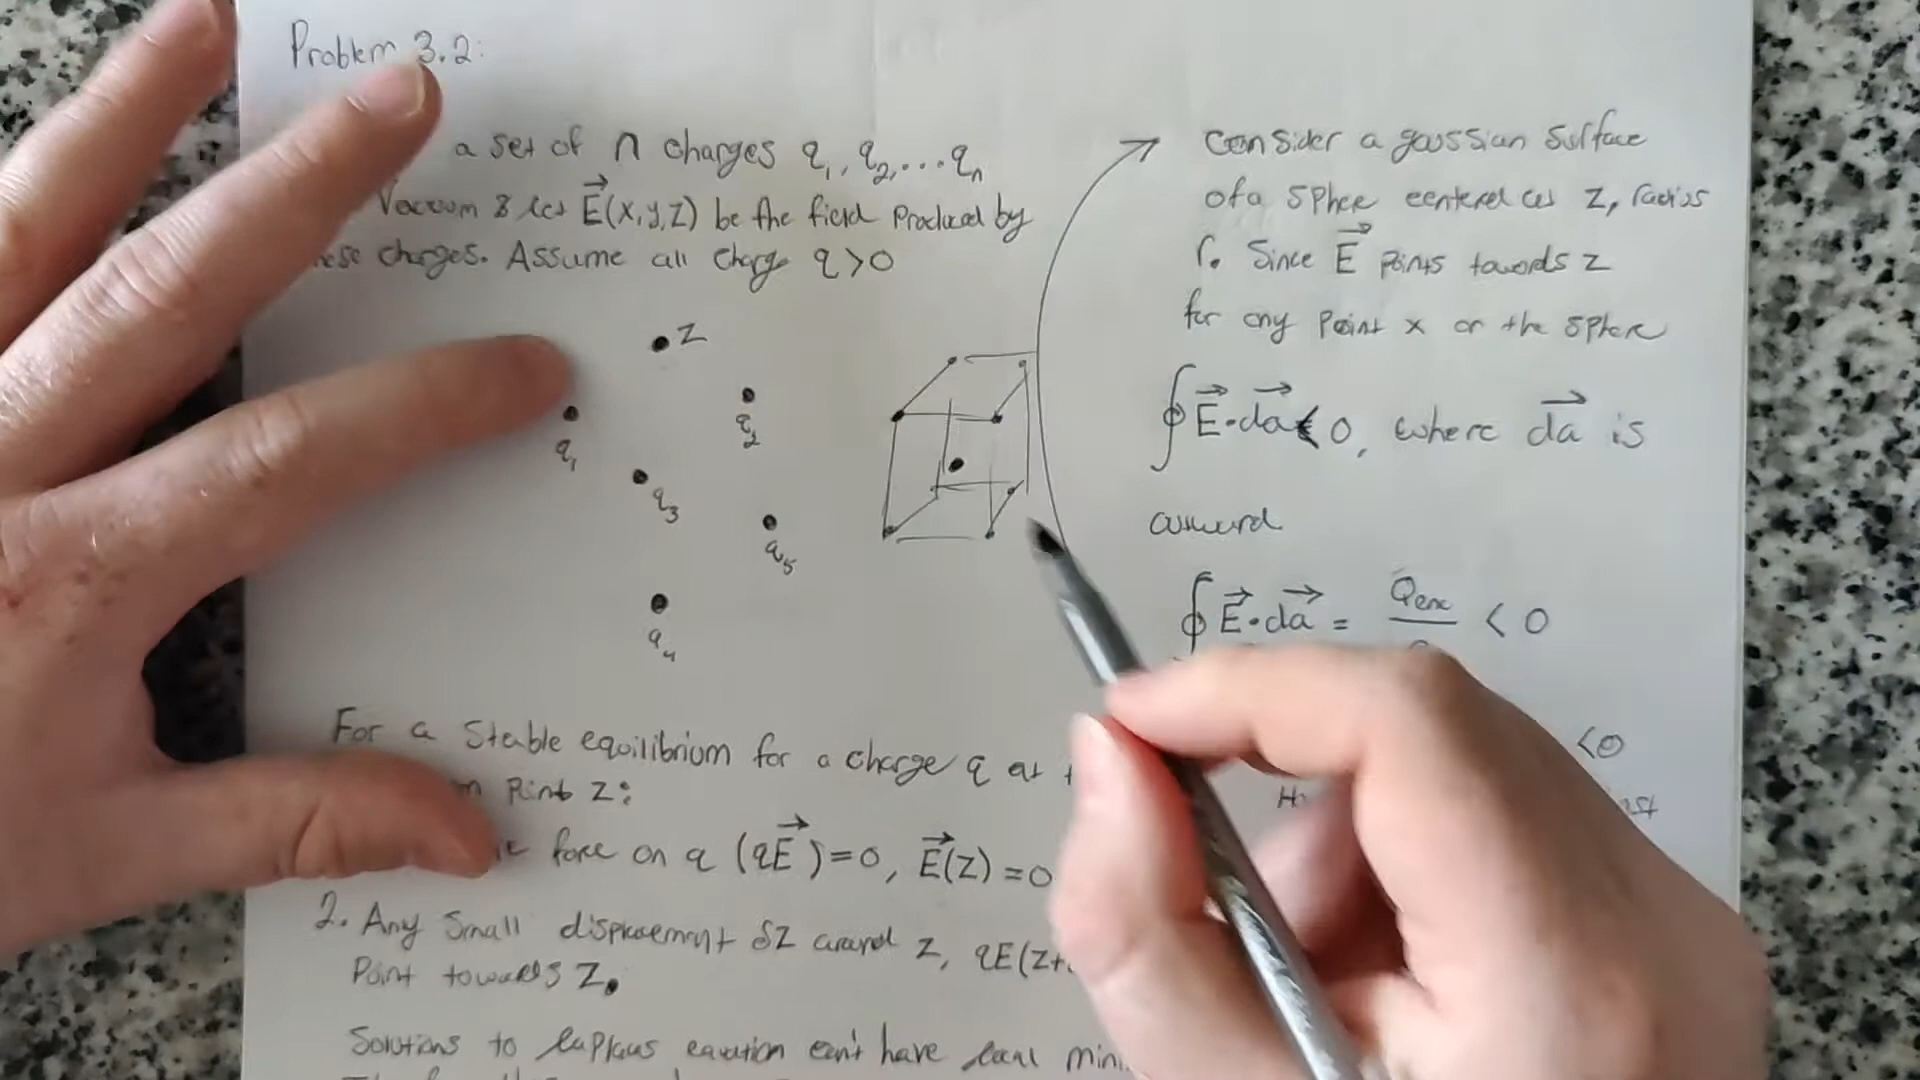 Problem 3.2:
a set of n charges q1, q2, ... qn
Vacuum & let E(x,y,z) be the field produced by
these charges. Assume all charge q>0
z
q1
q2
q3
q5
q4
For a stable equilibrium for a charge q at
point z:
force on q (qE)=0, E(z)=0
2. Any small displacement δz around z, qE(z+
Point towards z.
Solutions to laplaces equation can't have local min
Consider a gaussian surface
of a sphere centered at z, radius
r. Since E points towards z
for any point x on the sphere
∮E·da<0, where da is
outward
∮E·da = Qenc < 0
<0